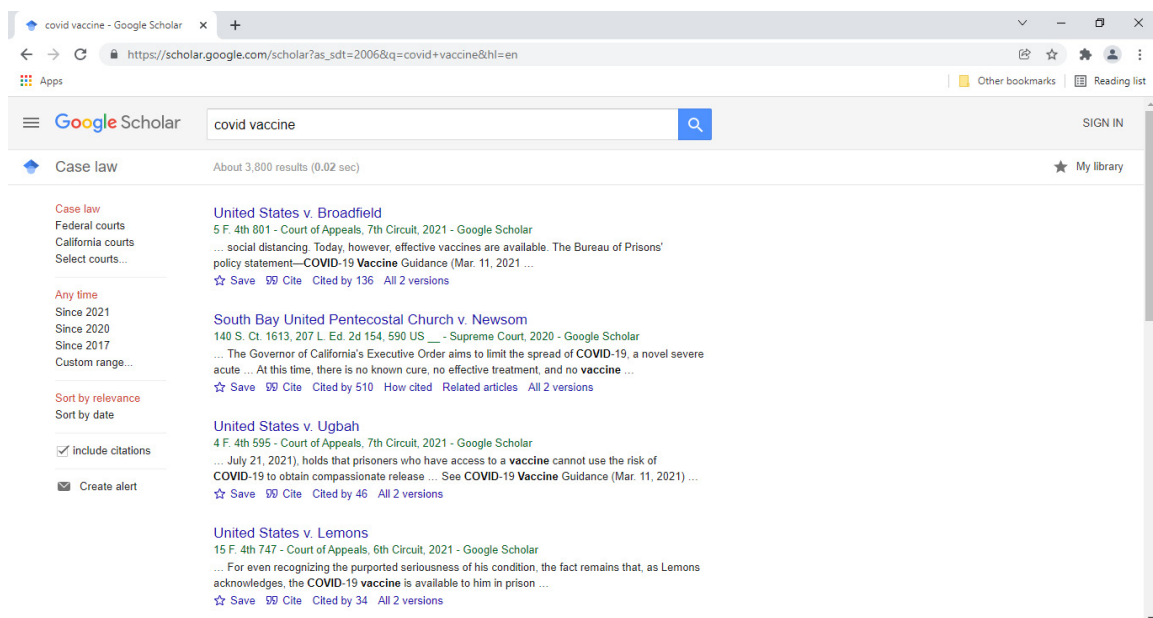 covid vaccine - Google Scholar
https://scholar.google.com/scholar?as_sdt=2006&q=covid+vaccine&hl=en
Apps
Other bookmarks
Reading list
Google Scholar
covid vaccine
SIGN IN
Case law
About 3,800 results (0.02 sec)
My library
Case law
Federal courts
California courts
Select courts...
Any time
Since 2021
Since 2020
Since 2017
Custom range...
Sort by relevance
Sort by date
include citations
Create alert
United States v. Broadfield
5 F. 4th 801 - Court of Appeals, 7th Circuit, 2021 - Google Scholar
... social distancing. Today, however, effective vaccines are available. The Bureau of Prisons'
policy statement—COVID-19 Vaccine Guidance (Mar. 11, 2021 ...
Save Cite Cited by 136 All 2 versions
South Bay United Pentecostal Church v. Newsom
140 S. Ct. 1613, 207 L. Ed. 2d 154, 590 US __ - Supreme Court, 2020 - Google Scholar
... The Governor of California's Executive Order aims to limit the spread of COVID-19, a novel severe
acute ... At this time, there is no known cure, no effective treatment, and no vaccine ...
Save Cite Cited by 510 How cited Related articles All 2 versions
United States v. Ugbah
4 F. 4th 595 - Court of Appeals, 7th Circuit, 2021 - Google Scholar
... July 21, 2021), holds that prisoners who have access to a vaccine cannot use the risk of
COVID-19 to obtain compassionate release ... See COVID-19 Vaccine Guidance (Mar. 11, 2021) ...
Save Cite Cited by 46 All 2 versions
United States v. Lemons
15 F. 4th 747 - Court of Appeals, 6th Circuit, 2021 - Google Scholar
... For even recognizing the purported seriousness of his condition, the fact remains that, as Lemons
acknowledges, the COVID-19 vaccine is available to him in prison ...
Save Cite Cited by 34 All 2 versions